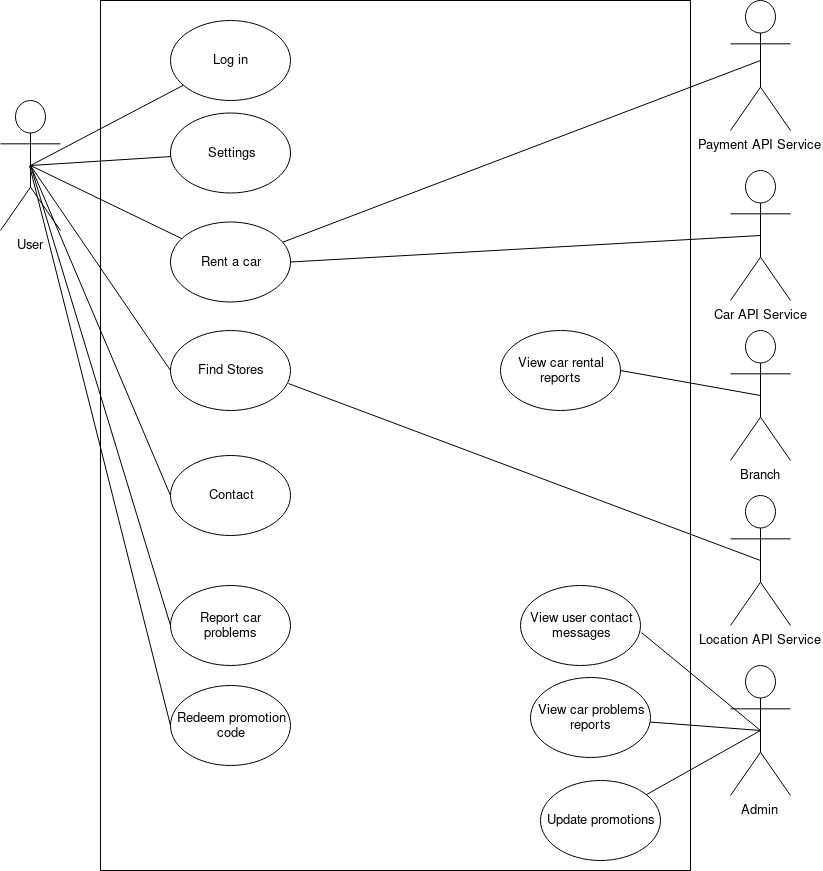 Log in
Settings
Rent a car
Find Stores
Contact
Report car
problems
Redeem promotion
code
User
View car rental
reports
View user contact
messages
View car problems
reports
Update promotions
Payment API Service
Car API Service
Branch
Location API Service
Admin